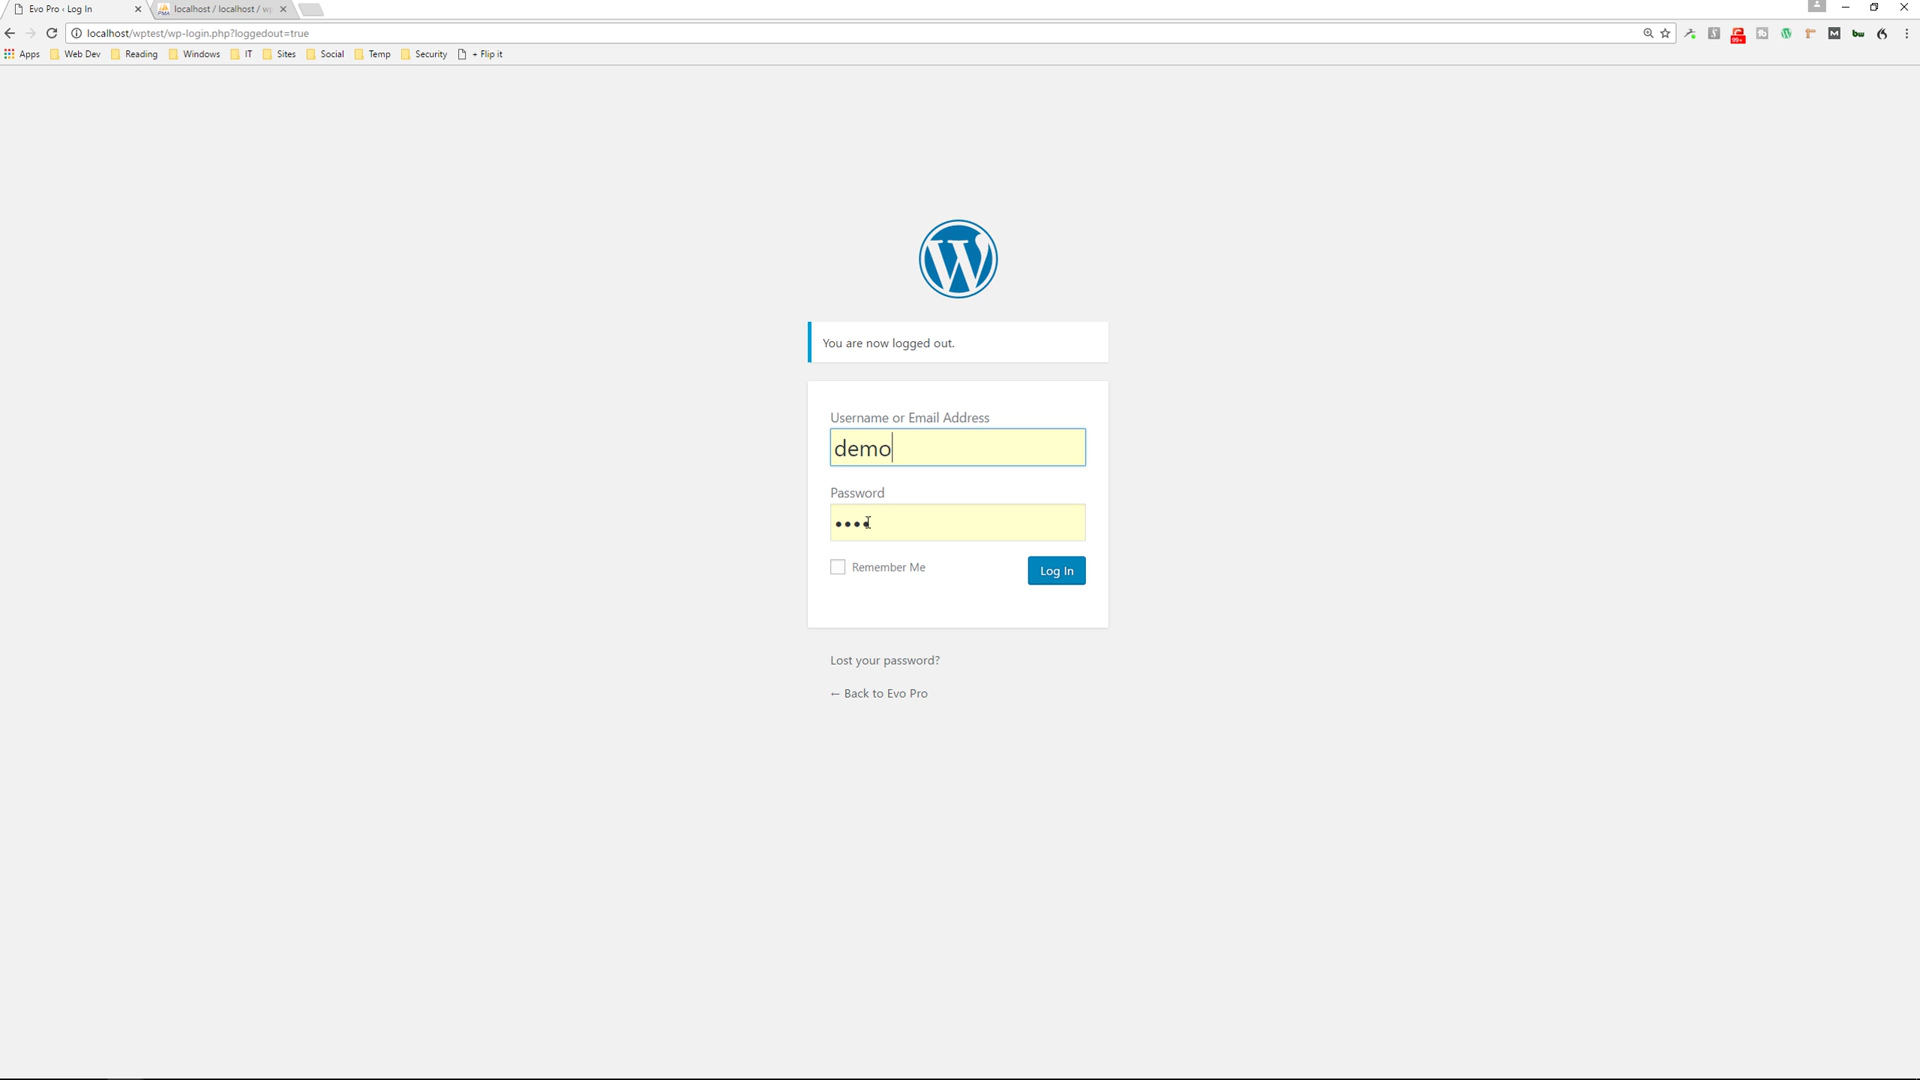 Evo Pro ‹ Log In
localhost / localhost / wp
localhost/wptest/wp-login.php?loggedout=true
Apps Web Dev Reading Windows IT Sites Social Temp Security + Flip it
You are now logged out.
Username or Email Address
demo
Password
••••
Remember Me
Log In
Lost your password?
← Back to Evo Pro